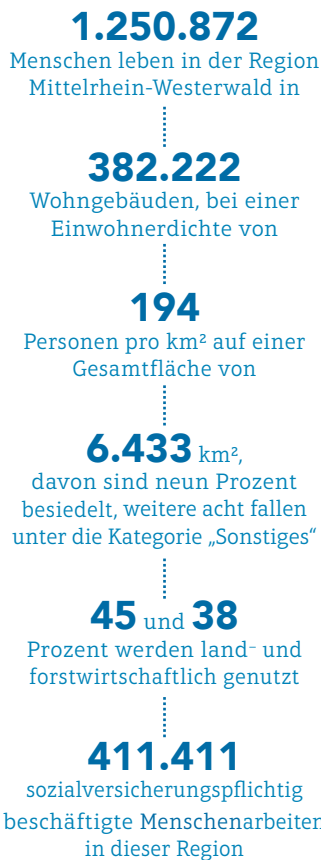 1.250.872
Menschen leben in der Region
Mittelrhein-Westerwald in
382.222
Wohngebäuden, bei einer
Einwohnerdichte von
194
Personen pro km² auf einer
Gesamtfläche von
6.433 km²,
davon sind neun Prozent
besiedelt, weitere acht fallen
unter die Kategorie „Sonstiges“
45 und 38
Prozent werden land- und
forstwirtschaftlich genutzt
411.411
sozialversicherungspflichtig
beschäftigte Menschenarbeiten
in dieser Region